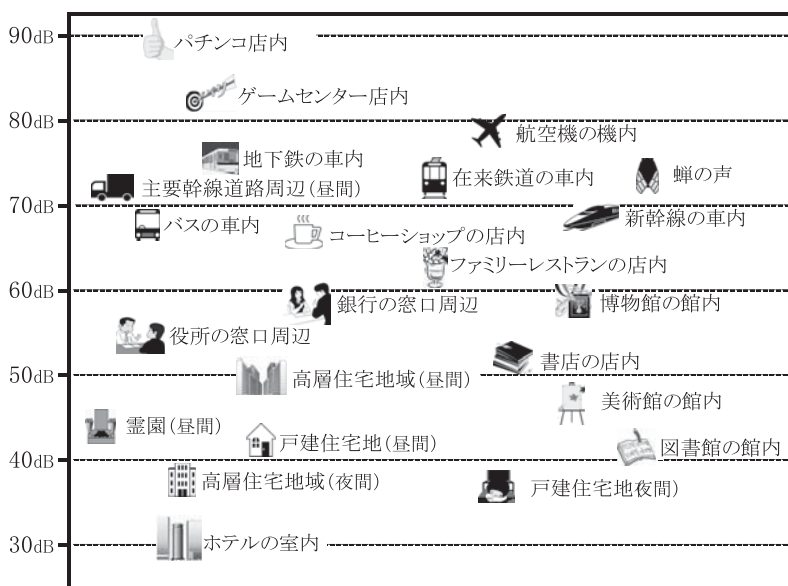 90dB
パチンコ店内
ゲームセンター店内
80dB
航空機の機内
地下鉄の車内
在来鉄道の車内
蝉の声
主要幹線道路周辺(昼間)
70dB
新幹線の車内
バスの車内
コーヒーショップの店内
ファミリーレストランの店内
60dB
銀行の窓口周辺
博物館の館内
役所の窓口周辺
書店の店内
50dB
高層住宅地域(昼間)
美術館の館内
霊園(昼間)
戸建住宅地(昼間)
図書館の館内
40dB
高層住宅地域(夜間)
戸建住宅地夜間)
30dB
ホテルの室内